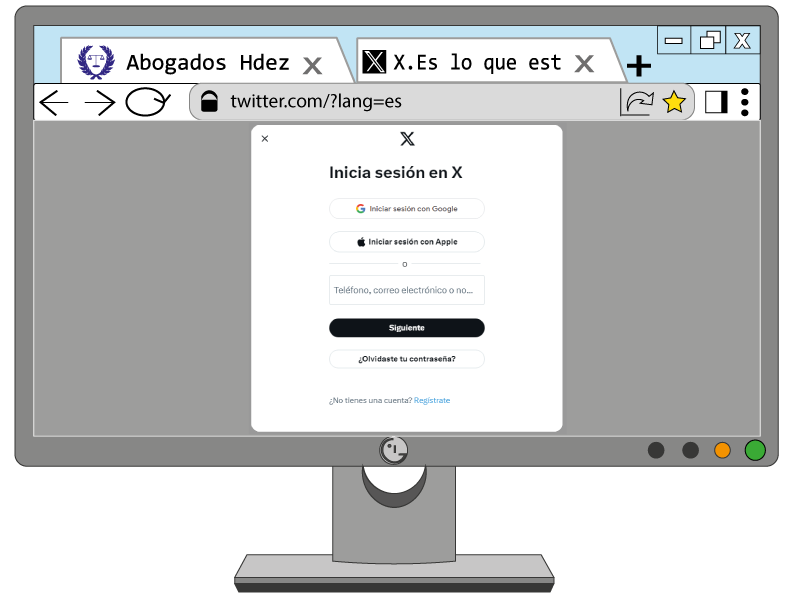 Abogados Hdez X
X.Es lo que est X
X
twitter.com/?lang=es
X
Inicia sesión en X
Iniciar sesión con Google
Iniciar sesión con Apple
o
Teléfono, correo electrónico o no...
Siguiente
¿Olvidaste tu contraseña?
¿No tienes una cuenta? Regístrate